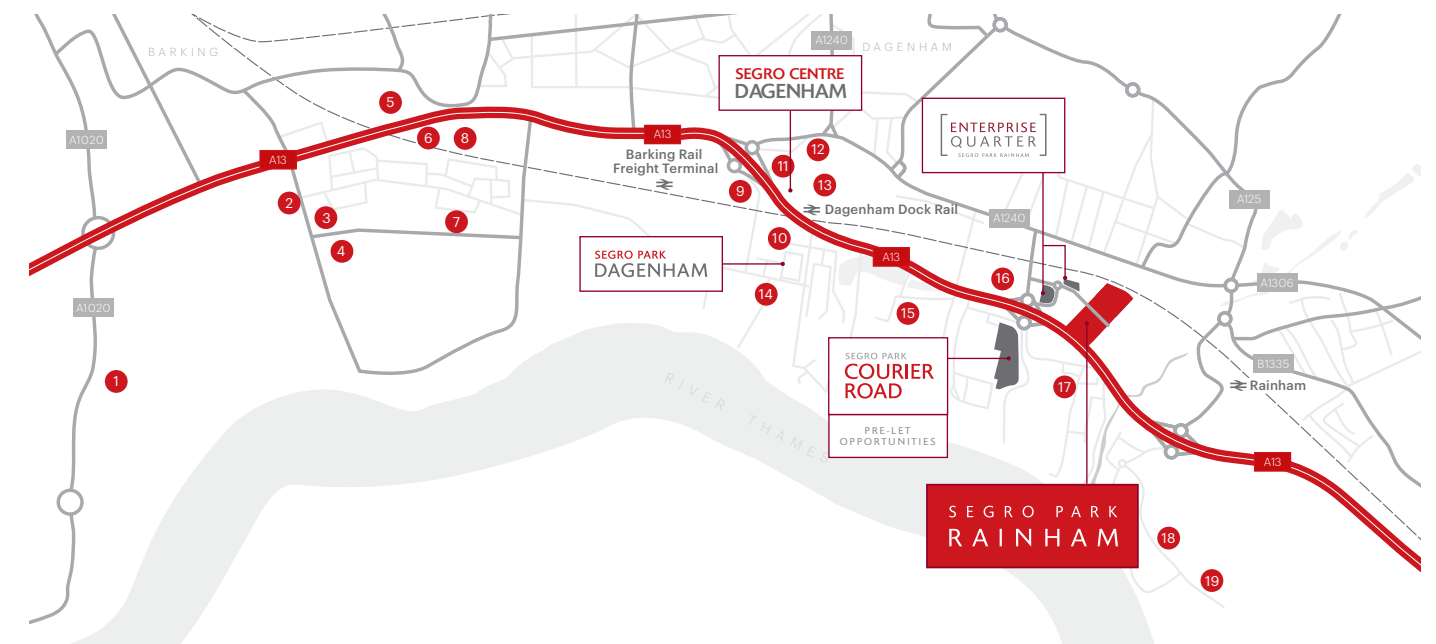 BARKING
A1240
DAGENHAM
SEGRO CENTRE
DAGENHAM
5
ENTERPRISE
QUARTER
SEGRO PARK RAINHAM
A1020
A13
6
8
A13
12
Barking Rail
Freight Terminal
11
9
13
2
3
7
Dagenham Dock Rail
A125
A1240
4
10
SEGRO PARK
DAGENHAM
A13
16
A1306
14
A1020
15
SEGRO PARK
COURIER
ROAD
PRE-LET
OPPORTUNITIES
B1335
Rainham
1
17
RIVER THAMES
A13
SEGRO PARK
RAINHAM
18
19